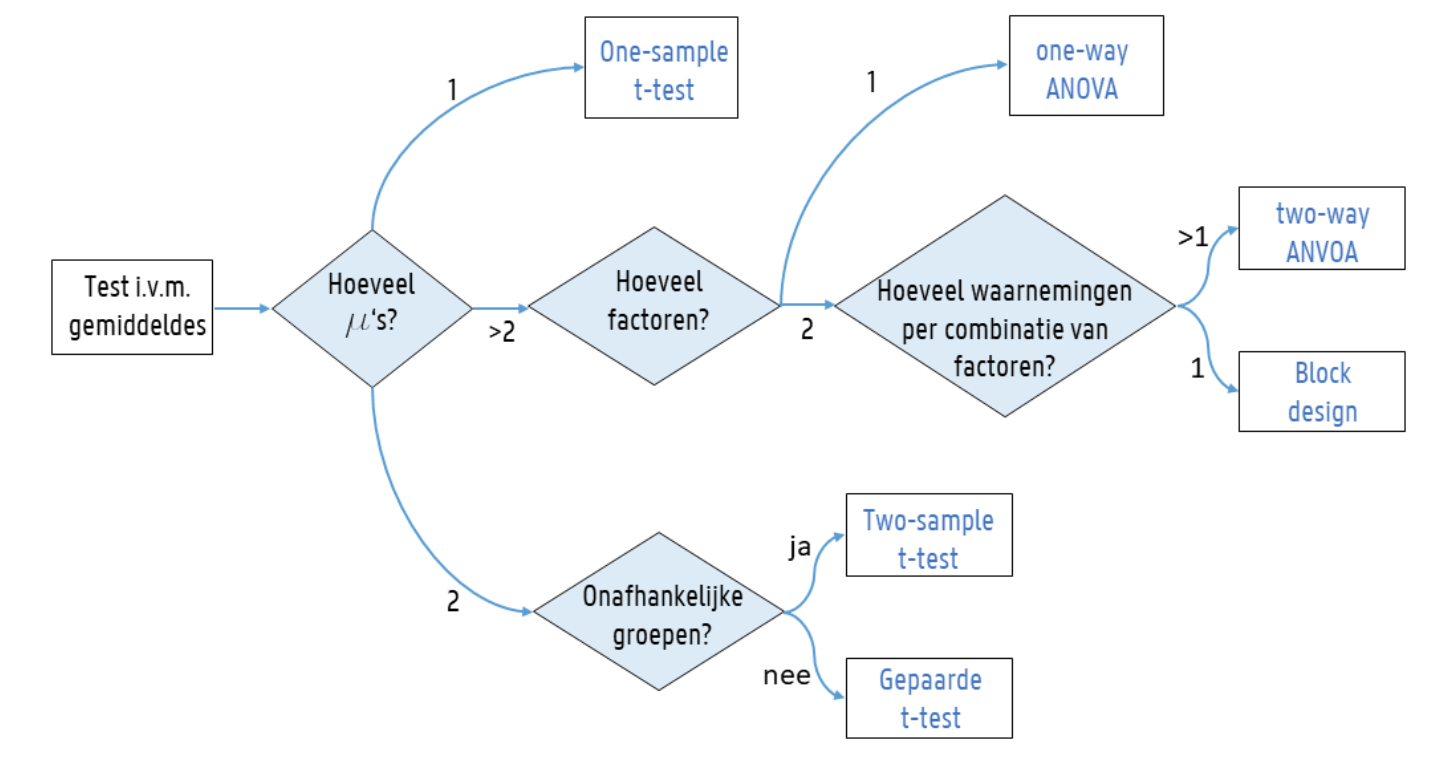 Test i.v.m.
gemiddeldes
Hoeveel
μ's?
1
One-sample
t-test
>2
Hoeveel
factoren?
1
one-way
ANOVA
2
Hoeveel waarnemingen
per combinatie van
factoren?
>1
two-way
ANVOA
1
Block
design
2
Onafhankelijke
groepen?
ja
Two-sample
t-test
nee
Gepaarde
t-test